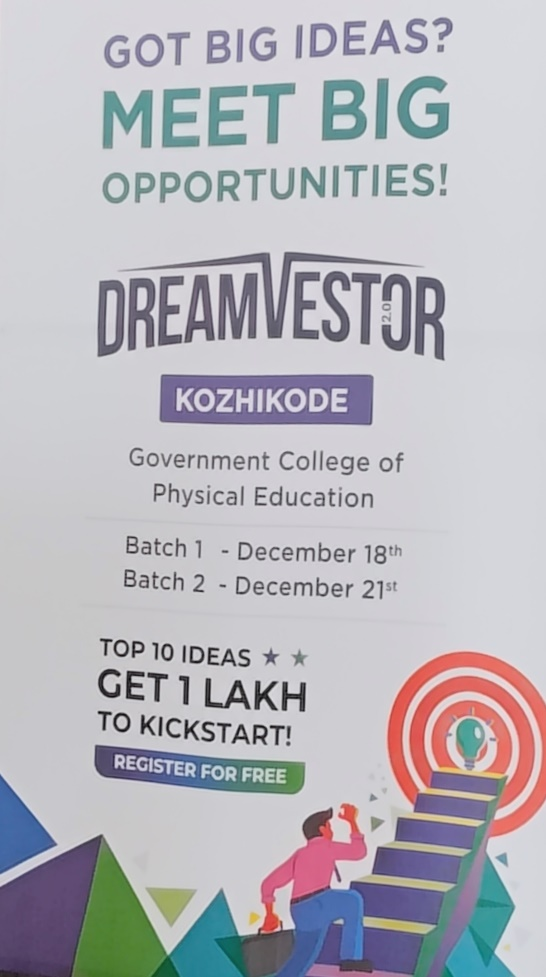 GOT BIG IDEAS?
MEET BIG
OPPORTUNITIES!
DREAMVESTOR 2.0
KOZHIKODE
Government College of
Physical Education
Batch 1 - December 18th
Batch 2 - December 21st
TOP 10 IDEAS
GET 1 LAKH
TO KICKSTART!
REGISTER FOR FREE